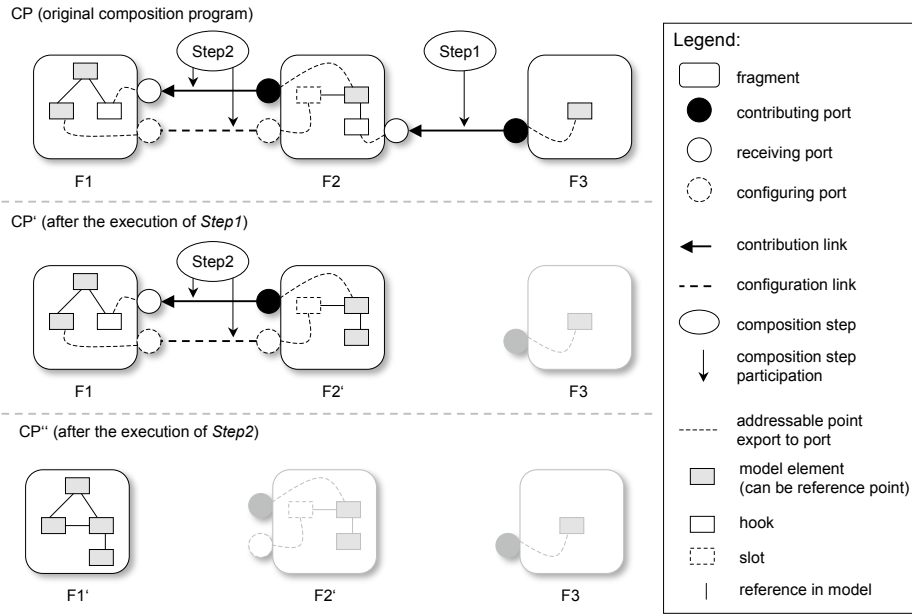 CP (original composition program)
Step2
Step1
F1
F2
F3
CP‘ (after the execution of Step1)
Step2
F1
F2‘
F3
CP‘‘ (after the execution of Step2)
F1‘
F2‘
F3
Legend:
fragment
contributing port
receiving port
configuring port
contribution link
configuration link
composition step
composition step
participation
addressable point
export to port
model element
(can be reference point)
hook
slot
reference in model